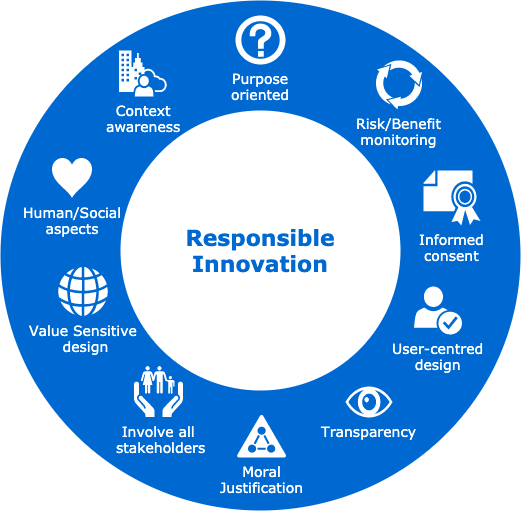 Purpose
oriented
Risk/Benefit
monitoring
Informed
consent
User-centred
design
Transparency
Moral
Justification
Involve all
stakeholders
Value Sensitive
design
Human/Social
aspects
Context
awareness
Responsible
Innovation